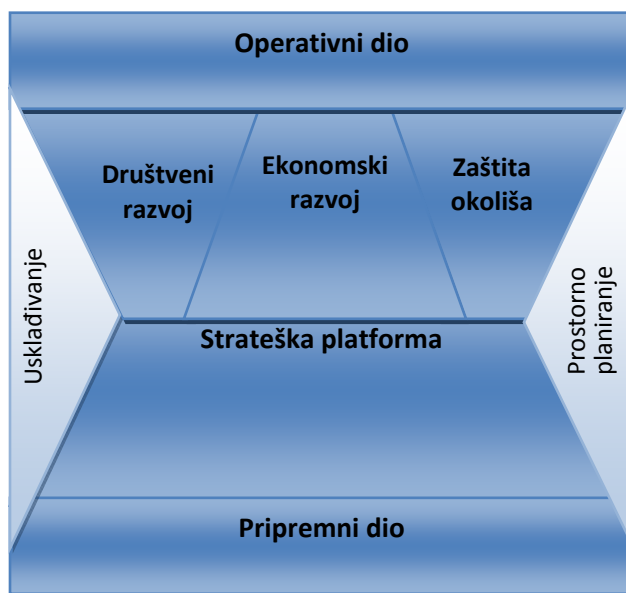 Operativni dio
Društveni
razvoj
Ekonomski
razvoj
Zaštita
okoliša
Usklađivanje
Prostorno
planiranje
Strateška platforma
Pripremni dio